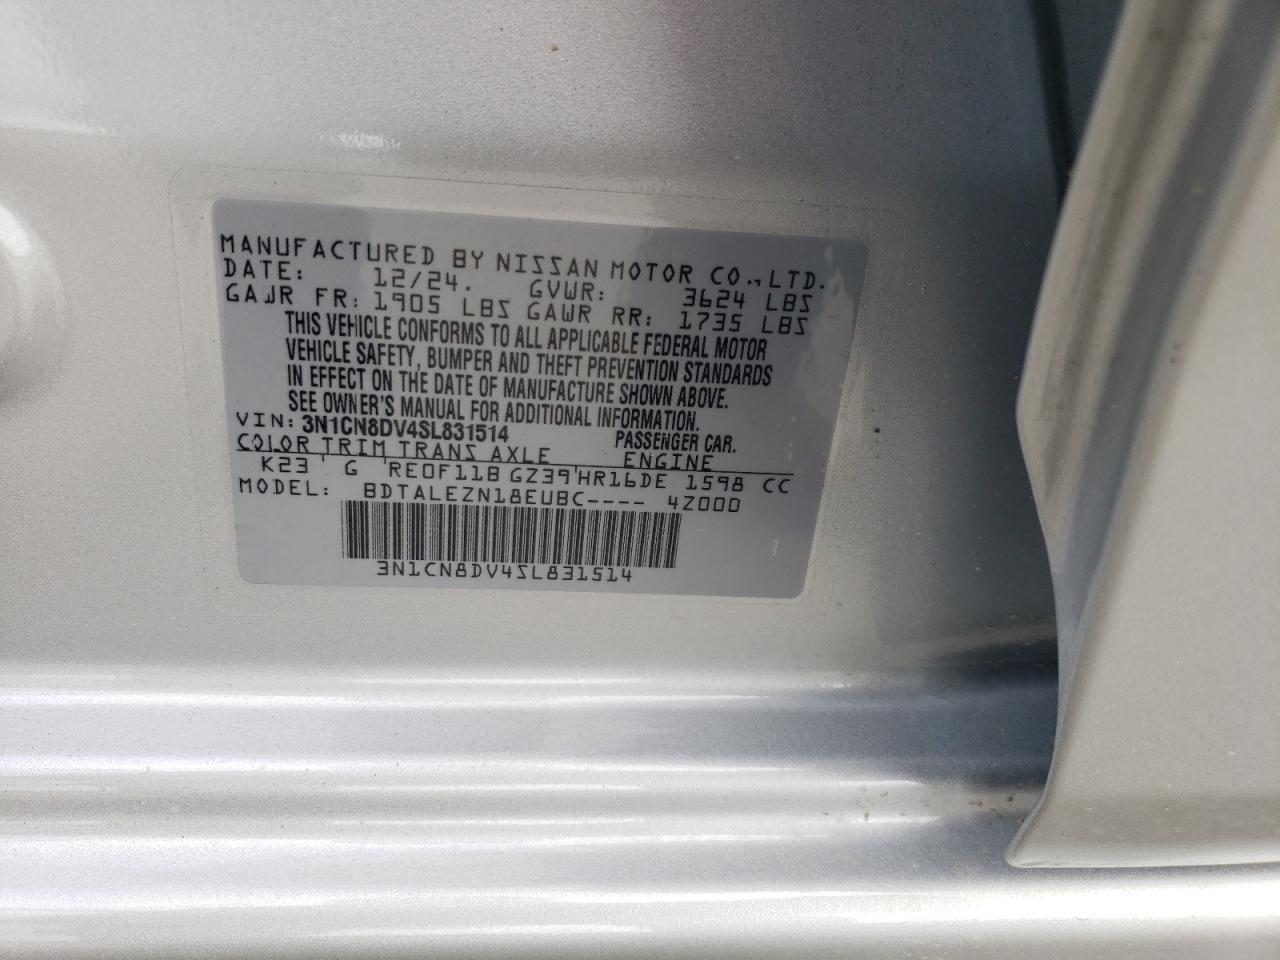 MANUFACTURED BY NISSAN MOTOR CO., LTD.
DATE: 12/24. GVWR: 3624 LBS
GAWR FR: 1905 LBS GAWR RR: 1735 LBS
THIS VEHICLE CONFORMS TO ALL APPLICABLE FEDERAL MOTOR
VEHICLE SAFETY, BUMPER AND THEFT PREVENTION STANDARDS
IN EFFECT ON THE DATE OF MANUFACTURE SHOWN ABOVE.
SEE OWNER'S MANUAL FOR ADDITIONAL INFORMATION.
VIN: 3N1CN8DV4SL831514 PASSENGER CAR.
COLOR TRIM TRANS AXLE ENGINE
K23 G RE0F11B GZ39 HR16DE 1598 CC
MODEL: BDTALEZN18EUBC---- 4Z000
3N1CN8DV4SL831514